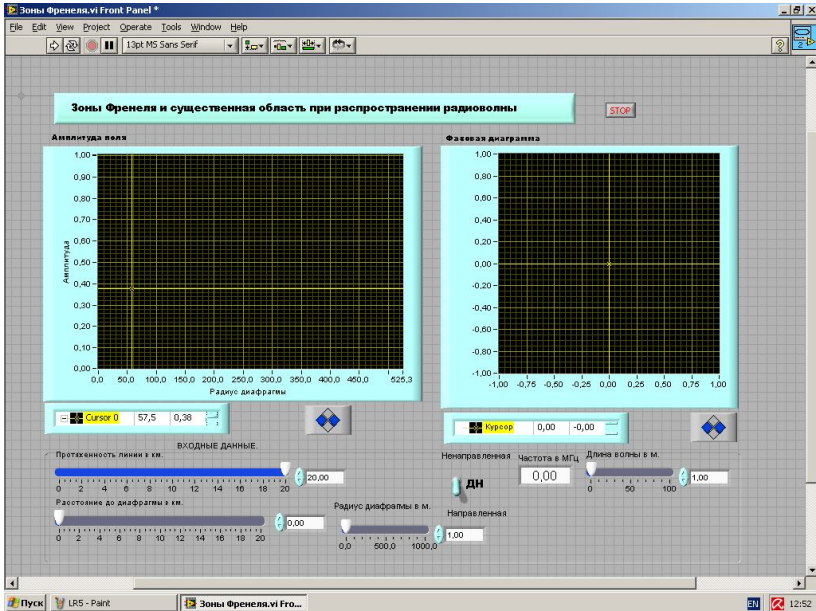 Зоны Френеля.vi Front Panel *
File Edit View Project Operate Tools Window Help
13pt MS Sans Serif
2
Зоны Френеля и существенная область при распространении радиоволны
STOP
Амплитуда поля
Фазовая диаграмма
1,00
0,90
0,80
0,70
0,60
0,50
0,40
0,30
0,20
0,10
0,00
Амплитуда
0,0 50,0 100,0 150,0 200,0 250,0 300,0 350,0 400,0 450,0 525,3
Радиус диафрагмы
1,00
0,80
0,60
0,40
0,20
0,00
-0,20
-0,40
-0,60
-0,80
-1,00
-1,00 -0,75 -0,50 -0,25 0,00 0,25 0,50 0,75 1,00
Cursor 0 57,5 0,38
Курсор 0,00 -0,00
ВХОДНЫЕ ДАННЫЕ.
Протяженность линии в км.
20,00
0 2 4 6 8 10 12 14 16 18 20
Расстояние до диафрагмы в км.
0,00
0 2 4 6 8 10 12 14 16 18 20
Радиус диафрагмы в м.
1,00
0,0 500,0 1000,0
Ненаправленная
ДН
Направленная
Частота в МГц
0,00
Длина волны в м.
1,00
0 50 100
Пуск
LR5 - Paint
Зоны Френеля.vi Fro...
EN
12:52